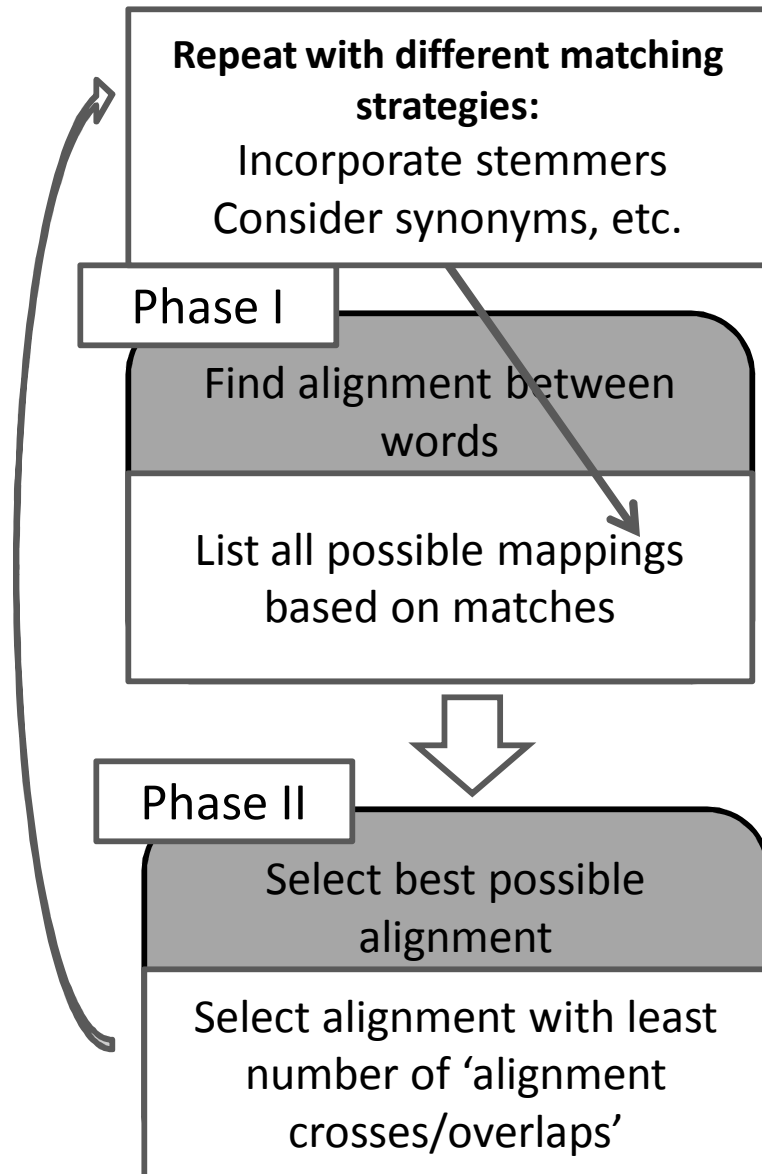 Repeat with different matching
strategies:
Incorporate stemmers
Consider synonyms, etc.
Phase I
Find alignment between
words
List all possible mappings
based on matches
Phase II
Select best possible
alignment
Select alignment with least
number of ‘alignment
crosses/overlaps’